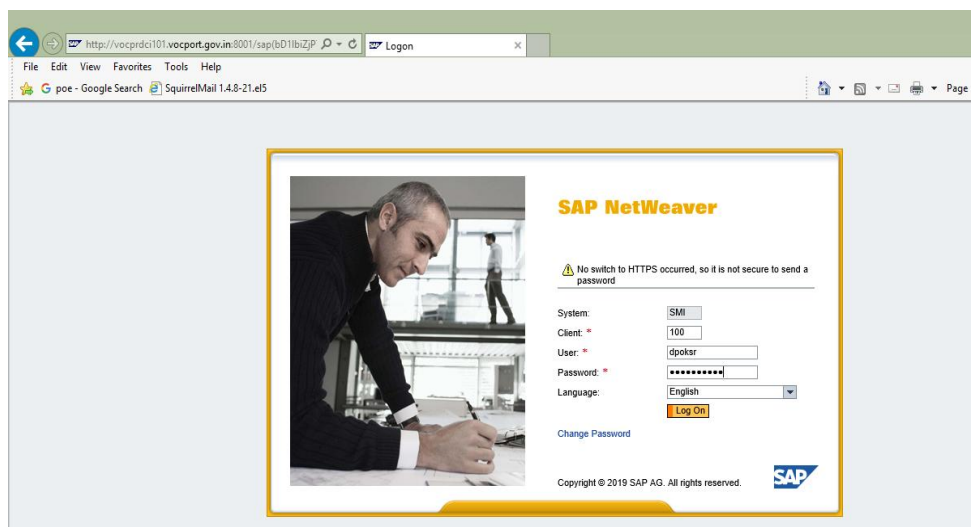 http://vocprdci101.vocport.gov.in:8001/sap(bD1lbiZjP
Logon
File Edit View Favorites Tools Help
poe - Google Search SquirrelMail 1.4.8-21.el5
Page
SAP NetWeaver
No switch to HTTPS occurred, so it is not secure to send a
password
System: SMI
Client: * 100
User: * dpoksr
Password: * ••••••••••
Language: English
Log On
Change Password
Copyright © 2019 SAP AG. All rights reserved.
SAP